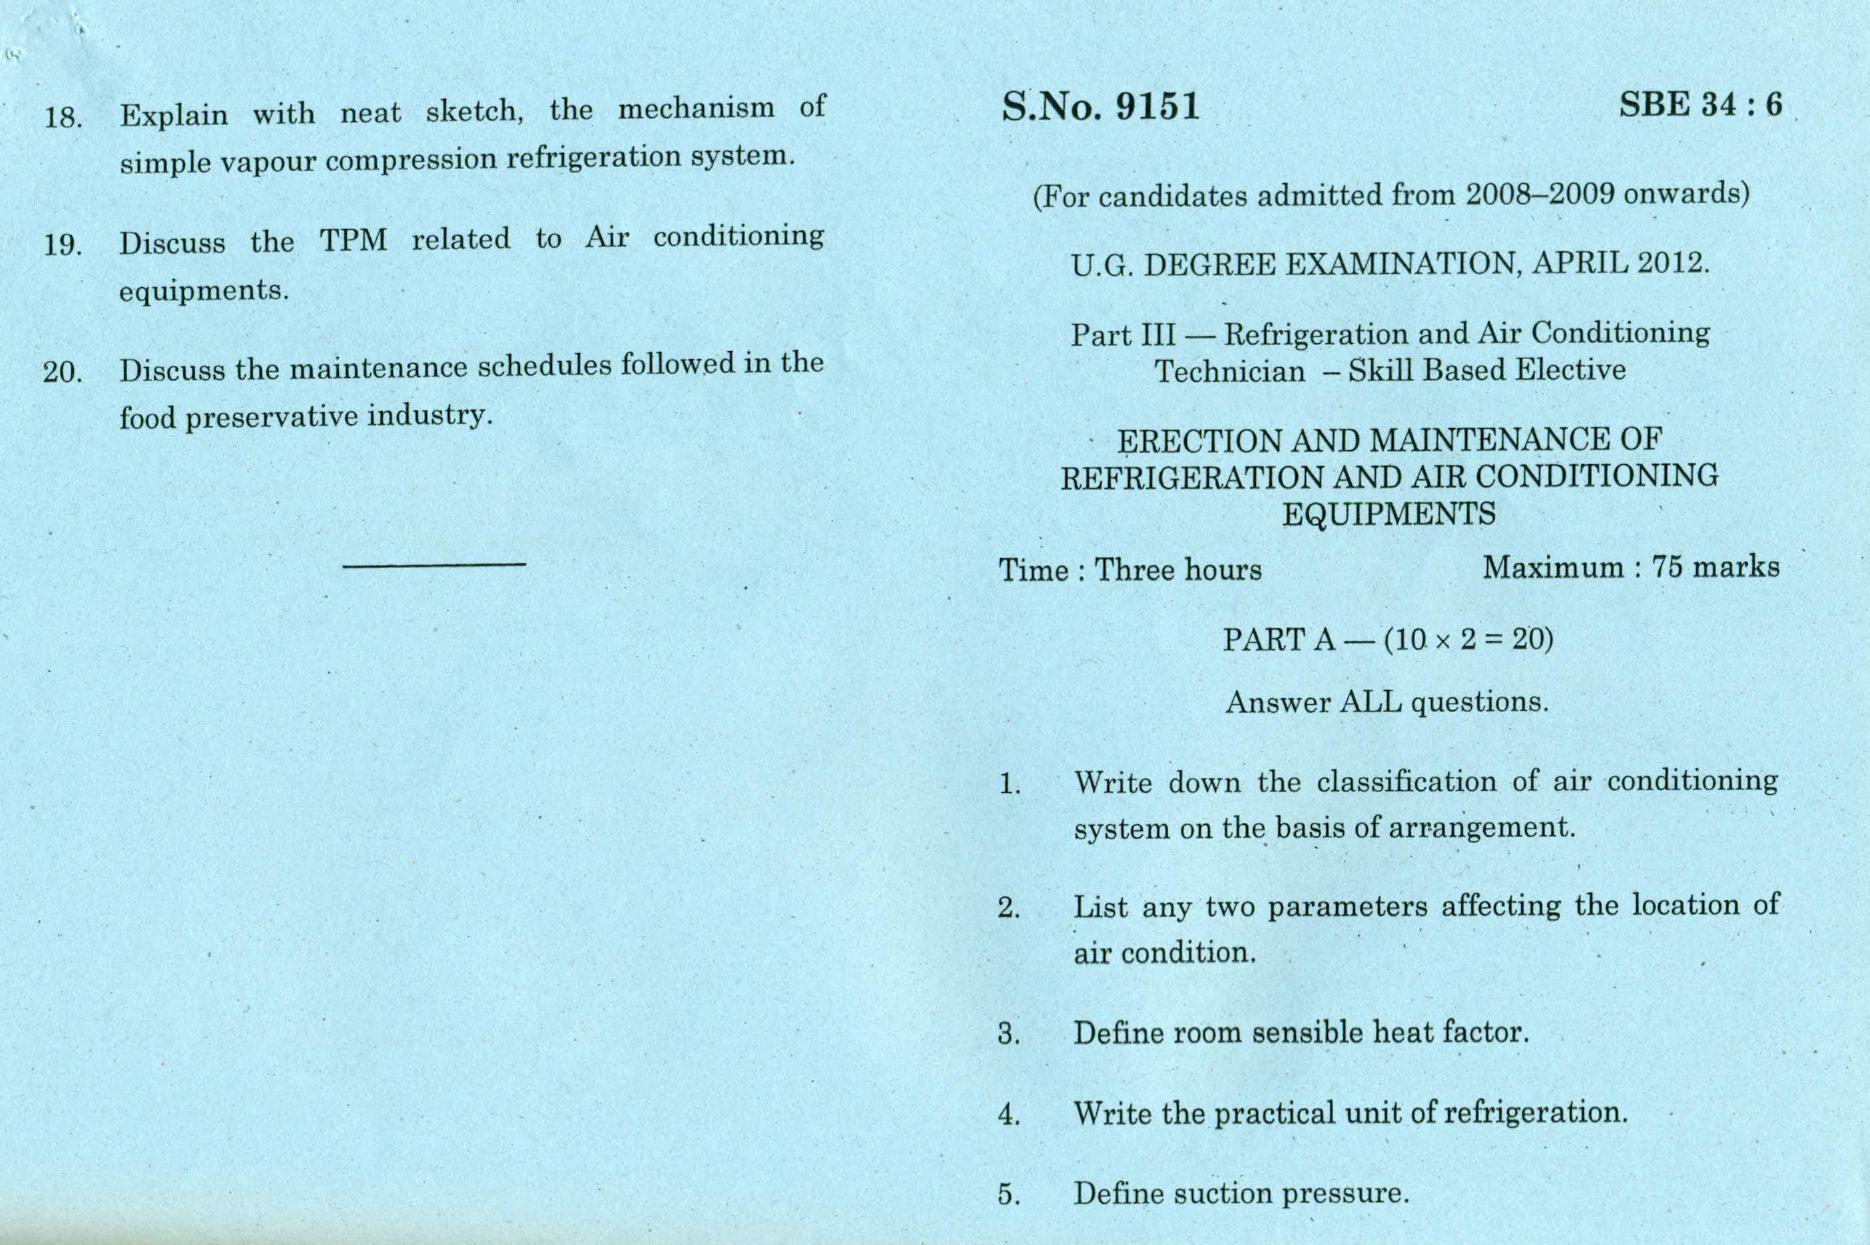 18. Explain with neat sketch, the mechanism of
simple vapour compression refrigeration system.
19. Discuss the TPM related to Air conditioning
equipments.
20. Discuss the maintenance schedules followed in the
food preservative industry.
S.No. 9151 SBE 34 : 6
(For candidates admitted from 2008–2009 onwards)
U.G. DEGREE EXAMINATION, APRIL 2012.
Part III — Refrigeration and Air Conditioning
Technician – Skill Based Elective
ERECTION AND MAINTENANCE OF
REFRIGERATION AND AIR CONDITIONING
EQUIPMENTS
Time : Three hours Maximum : 75 marks
PART A — (10 × 2 = 20)
Answer ALL questions.
1. Write down the classification of air conditioning
system on the basis of arrangement.
2. List any two parameters affecting the location of
air condition.
3. Define room sensible heat factor.
4. Write the practical unit of refrigeration.
5. Define suction pressure.